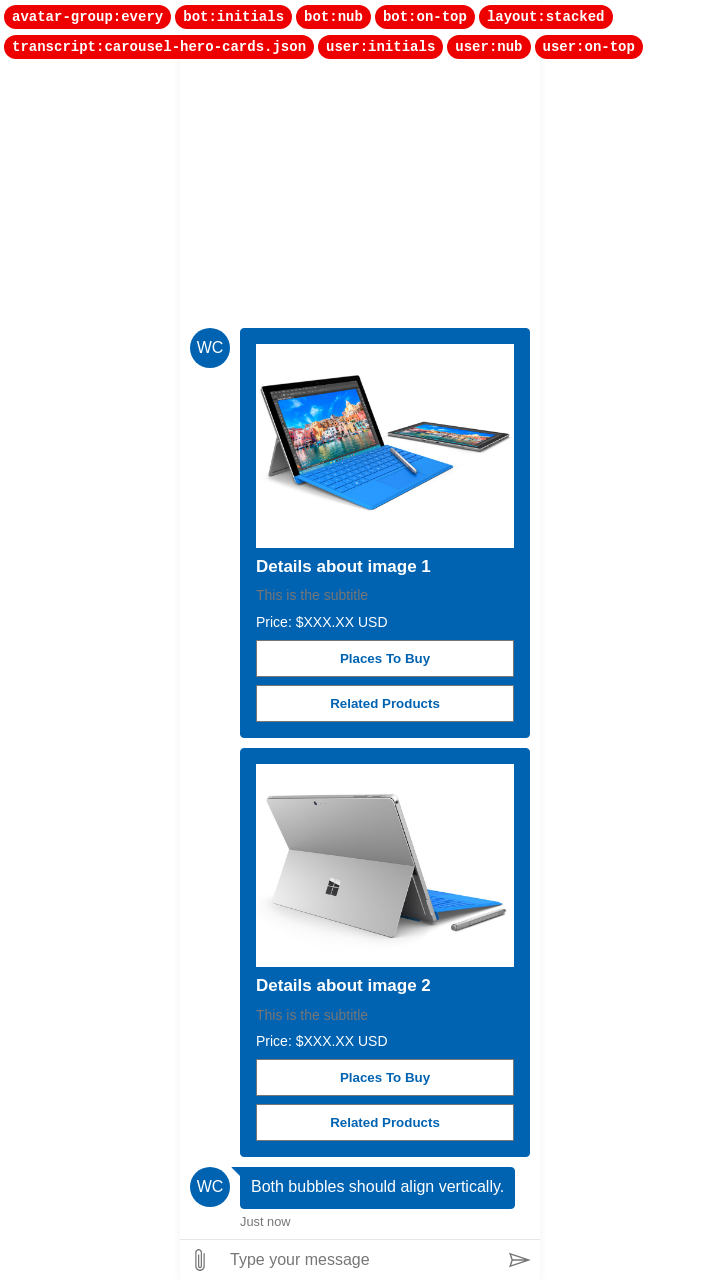 avatar-group:every bot:initials bot:nub bot:on-top layout:stacked
transcript:carousel-hero-cards.json user:initials user:nub user:on-top
WC
Details about image 1
This is the subtitle
Price: $XXX.XX USD
Places To Buy
Related Products
Details about image 2
This is the subtitle
Price: $XXX.XX USD
Places To Buy
Related Products
WC
Both bubbles should align vertically.
Just now
Type your message